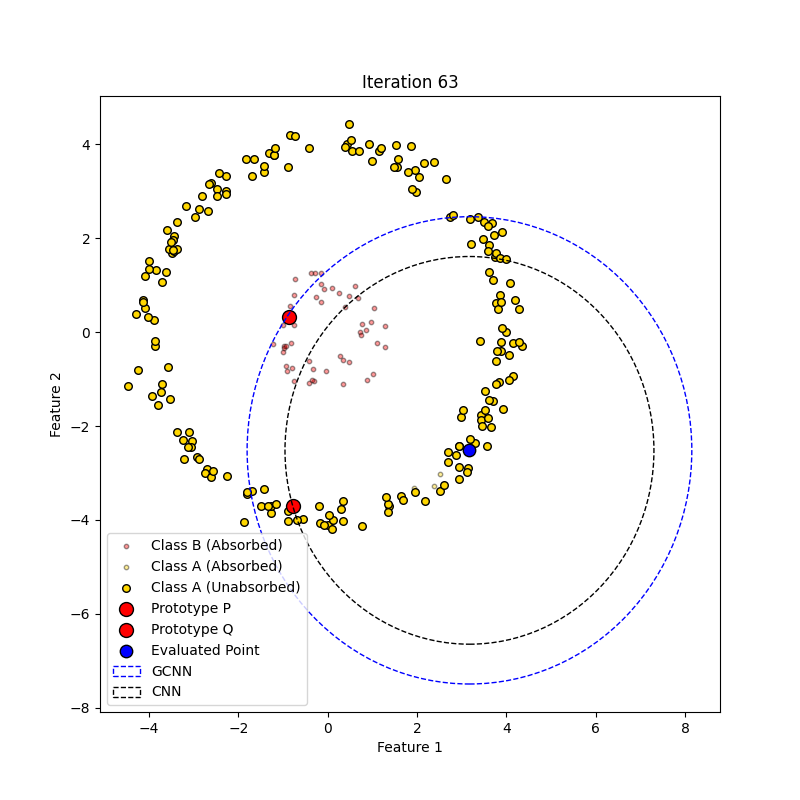 Iteration 63
Feature 2
4
2
0
−2
−4
−6
−8
Class B (Absorbed)
Class A (Absorbed)
Class A (Unabsorbed)
Prototype P
Prototype Q
Evaluated Point
GCNN
CNN
−4 −2 0 2 4 6 8
Feature 1